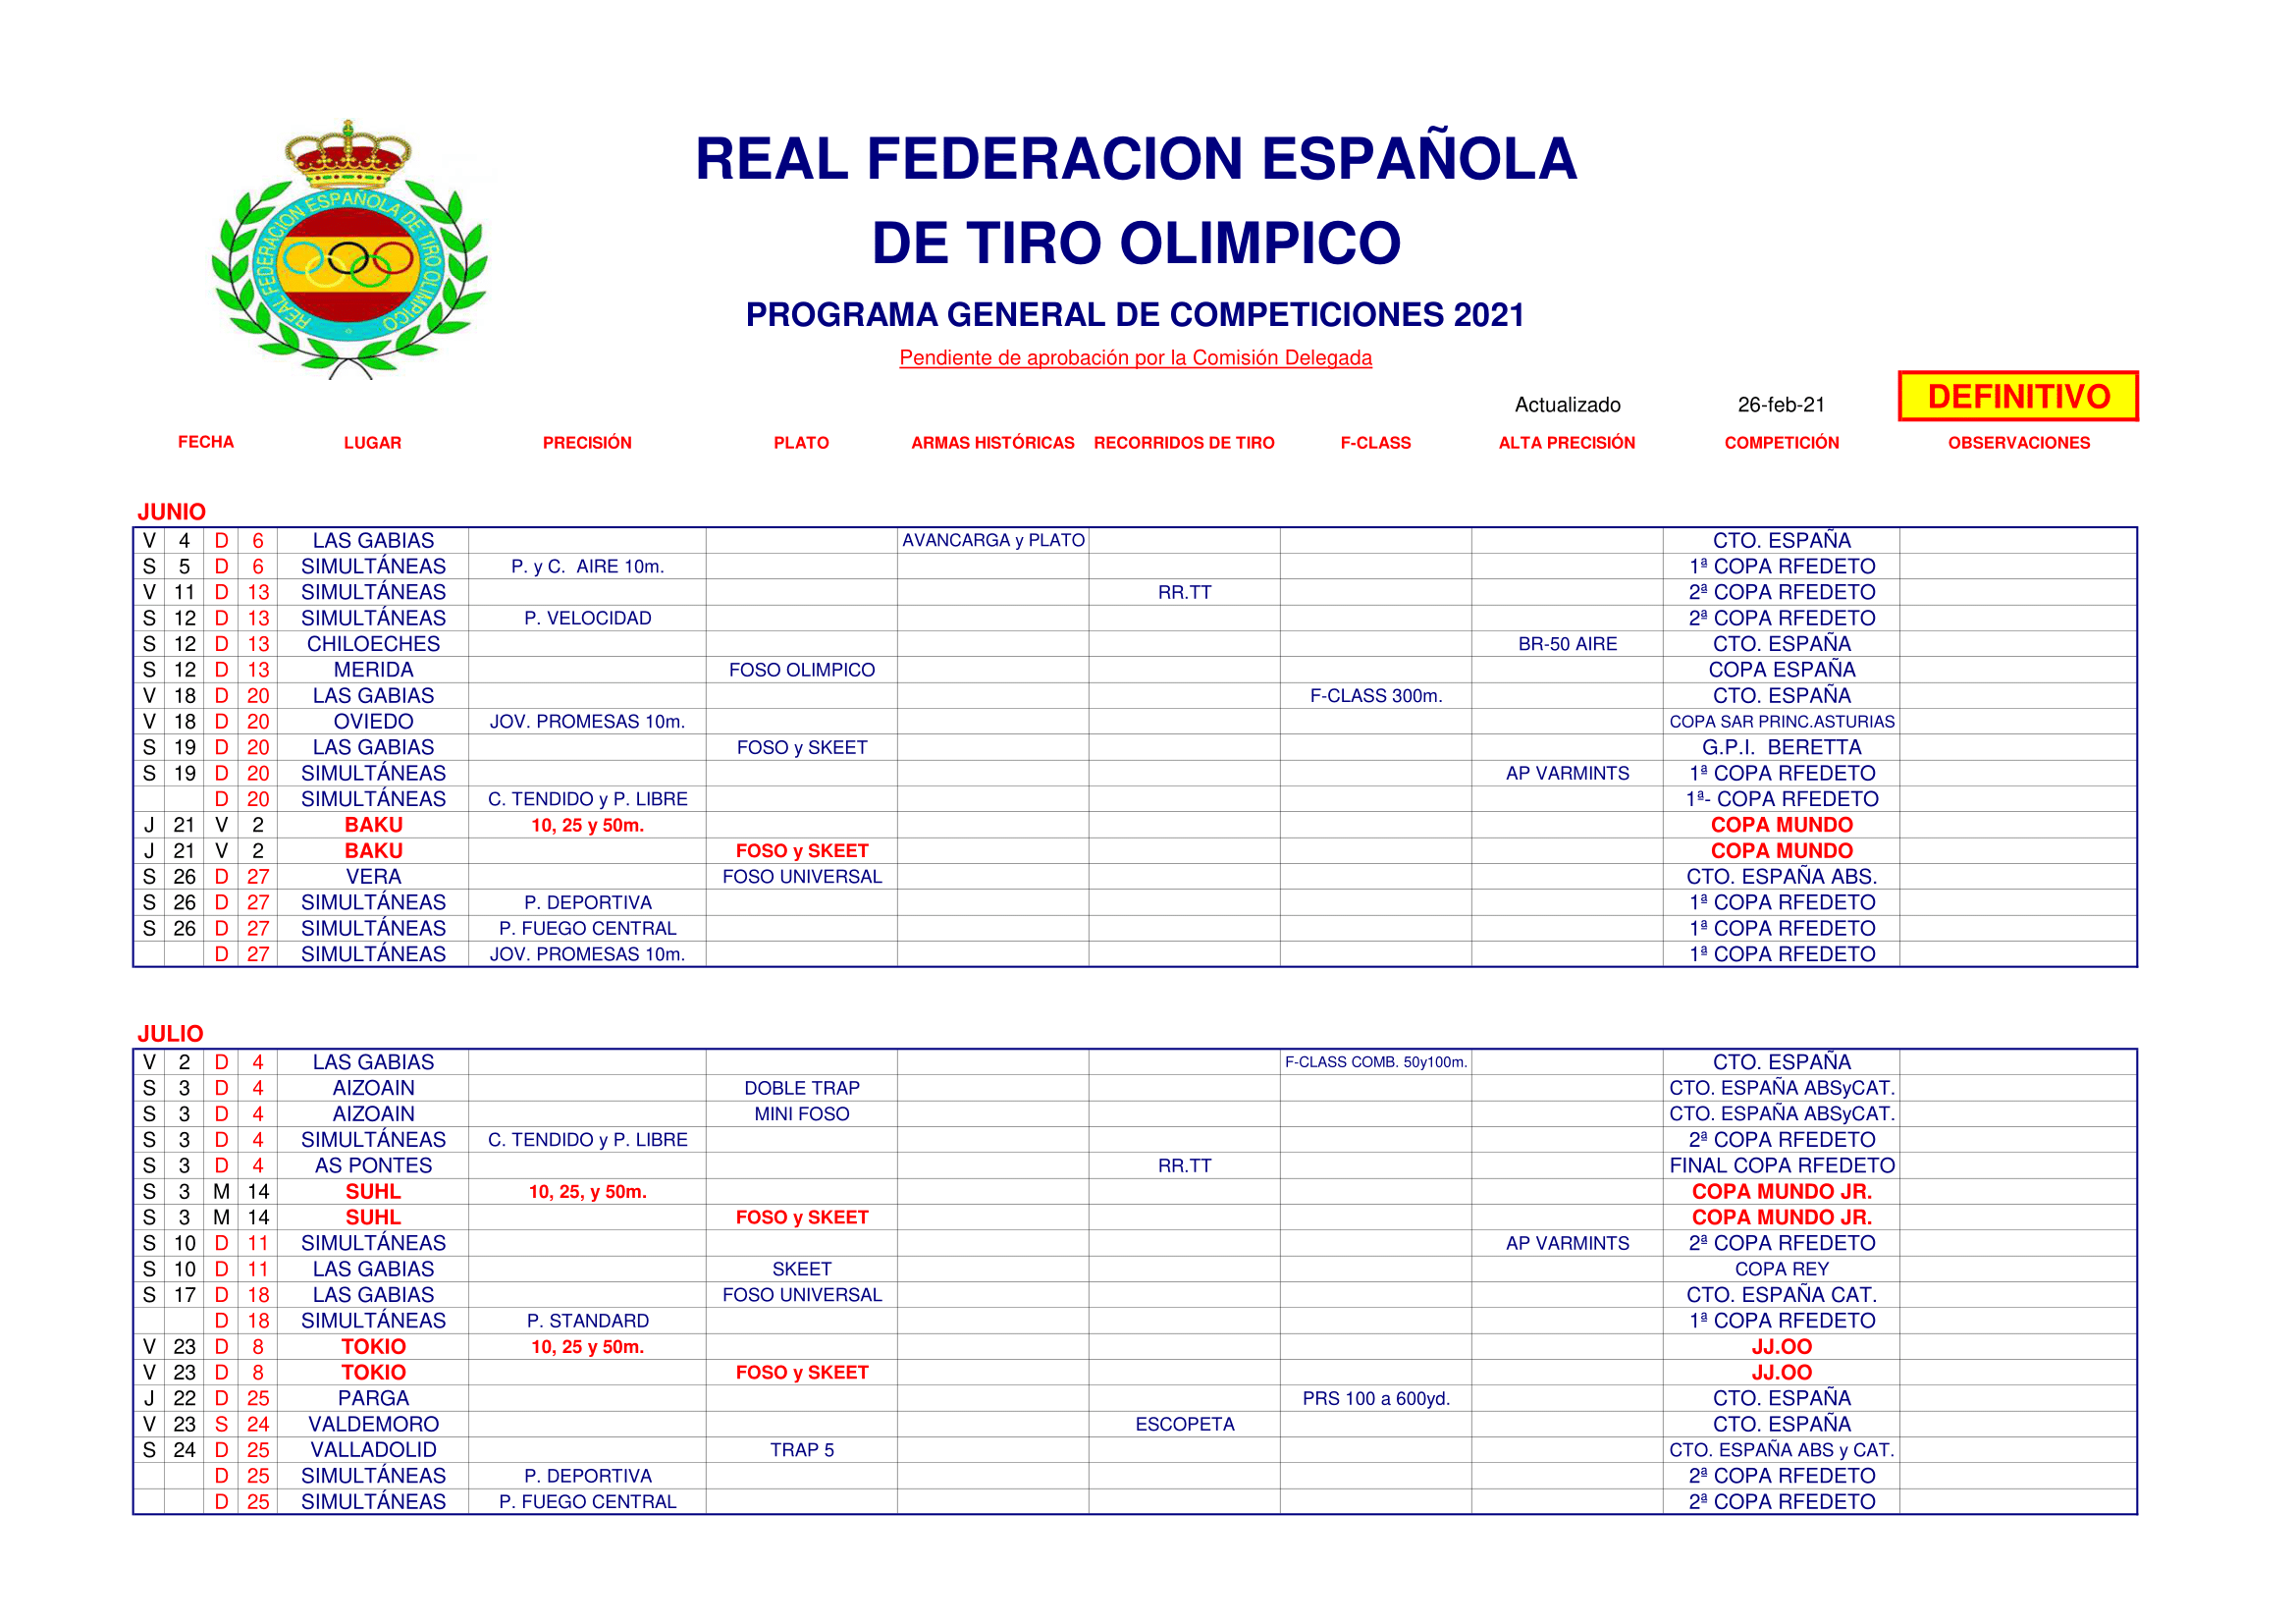 REAL FEDERACION ESPAÑOLA DE TIRO OLIMPICO
REAL FEDERACION ESPAÑOLA
DE TIRO OLIMPICO
PROGRAMA GENERAL DE COMPETICIONES 2021
Pendiente de aprobación por la Comisión Delegada
Actualizado 26-feb-21 DEFINITIVO
FECHA LUGAR PRECISIÓN PLATO ARMAS HISTÓRICAS RECORRIDOS DE TIRO F-CLASS ALTA PRECISIÓN COMPETICIÓN OBSERVACIONES
JUNIO
V 4 D 6 LAS GABIAS AVANCARGA y PLATO CTO. ESPAÑA
S 5 D 6 SIMULTÁNEAS P. y C. AIRE 10m. 1ª COPA RFEDETO
V 11 D 13 SIMULTÁNEAS RR.TT 2ª COPA RFEDETO
S 12 D 13 SIMULTÁNEAS P. VELOCIDAD 2ª COPA RFEDETO
S 12 D 13 CHILOECHES BR-50 AIRE CTO. ESPAÑA
S 12 D 13 MERIDA FOSO OLIMPICO COPA ESPAÑA
V 18 D 20 LAS GABIAS F-CLASS 300m. CTO. ESPAÑA
V 18 D 20 OVIEDO JOV. PROMESAS 10m. COPA SAR PRINC.ASTURIAS
S 19 D 20 LAS GABIAS FOSO y SKEET G.P.I. BERETTA
S 19 D 20 SIMULTÁNEAS AP VARMINTS 1ª COPA RFEDETO
D 20 SIMULTÁNEAS C. TENDIDO y P. LIBRE 1ª- COPA RFEDETO
J 21 V 2 BAKU 10, 25 y 50m. COPA MUNDO
J 21 V 2 BAKU FOSO y SKEET COPA MUNDO
S 26 D 27 VERA FOSO UNIVERSAL CTO. ESPAÑA ABS.
S 26 D 27 SIMULTÁNEAS P. DEPORTIVA 1ª COPA RFEDETO
S 26 D 27 SIMULTÁNEAS P. FUEGO CENTRAL 1ª COPA RFEDETO
D 27 SIMULTÁNEAS JOV. PROMESAS 10m. 1ª COPA RFEDETO
JULIO
V 2 D 4 LAS GABIAS F-CLASS COMB. 50y100m. CTO. ESPAÑA
S 3 D 4 AIZOAIN DOBLE TRAP CTO. ESPAÑA ABSyCAT.
S 3 D 4 AIZOAIN MINI FOSO CTO. ESPAÑA ABSyCAT.
S 3 D 4 SIMULTÁNEAS C. TENDIDO y P. LIBRE 2ª COPA RFEDETO
S 3 D 4 AS PONTES RR.TT FINAL COPA RFEDETO
S 3 M 14 SUHL 10, 25, y 50m. COPA MUNDO JR.
S 3 M 14 SUHL FOSO y SKEET COPA MUNDO JR.
S 10 D 11 SIMULTÁNEAS AP VARMINTS 2ª COPA RFEDETO
S 10 D 11 LAS GABIAS SKEET COPA REY
S 17 D 18 LAS GABIAS FOSO UNIVERSAL CTO. ESPAÑA CAT.
D 18 SIMULTÁNEAS P. STANDARD 1ª COPA RFEDETO
V 23 D 8 TOKIO 10, 25 y 50m. JJ.OO
V 23 D 8 TOKIO FOSO y SKEET JJ.OO
J 22 D 25 PARGA PRS 100 a 600yd. CTO. ESPAÑA
V 23 S 24 VALDEMORO ESCOPETA CTO. ESPAÑA
S 24 D 25 VALLADOLID TRAP 5 CTO. ESPAÑA ABS y CAT.
D 25 SIMULTÁNEAS P. DEPORTIVA 2ª COPA RFEDETO
D 25 SIMULTÁNEAS P. FUEGO CENTRAL 2ª COPA RFEDETO